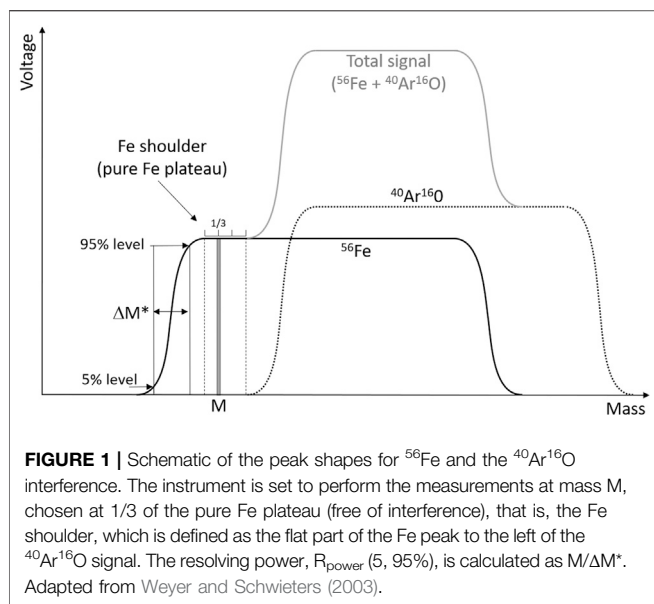 Voltage
Total signal
(⁵⁶Fe + ⁴⁰Ar¹⁶O)
Fe shoulder
(pure Fe plateau)
1/3
⁴⁰Ar¹⁶0
95% level
⁵⁶Fe
ΔM*
5% level
M
Mass
FIGURE 1 | Schematic of the peak shapes for ⁵⁶Fe and the ⁴⁰Ar¹⁶O
interference. The instrument is set to perform the measurements at mass M,
chosen at 1/3 of the pure Fe plateau (free of interference), that is, the Fe
shoulder, which is defined as the flat part of the Fe peak to the left of the
⁴⁰Ar¹⁶O signal. The resolving power, Rpower (5, 95%), is calculated as M/ΔM*.
Adapted from Weyer and Schwieters (2003).